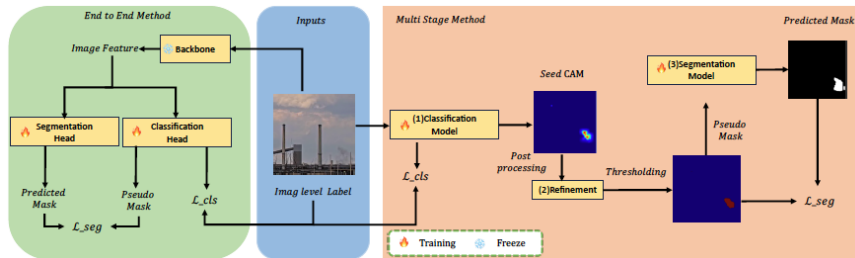 End to End Method
Inputs
Multi Stage Method
Predicted Mask
Image Feature
Backbone
(3)Segmentation
Model
Seed CAM
Segmentation
Head
Classification
Head
(1)Classification
Model
Pseudo
Mask
Post
processing
Thresholding
ℒ_cls
Predicted
Mask
Pseudo
Mask
ℒ_cls
Imag level Label
(2)Refinement
ℒ_seg
ℒ_seg
Training
Freeze